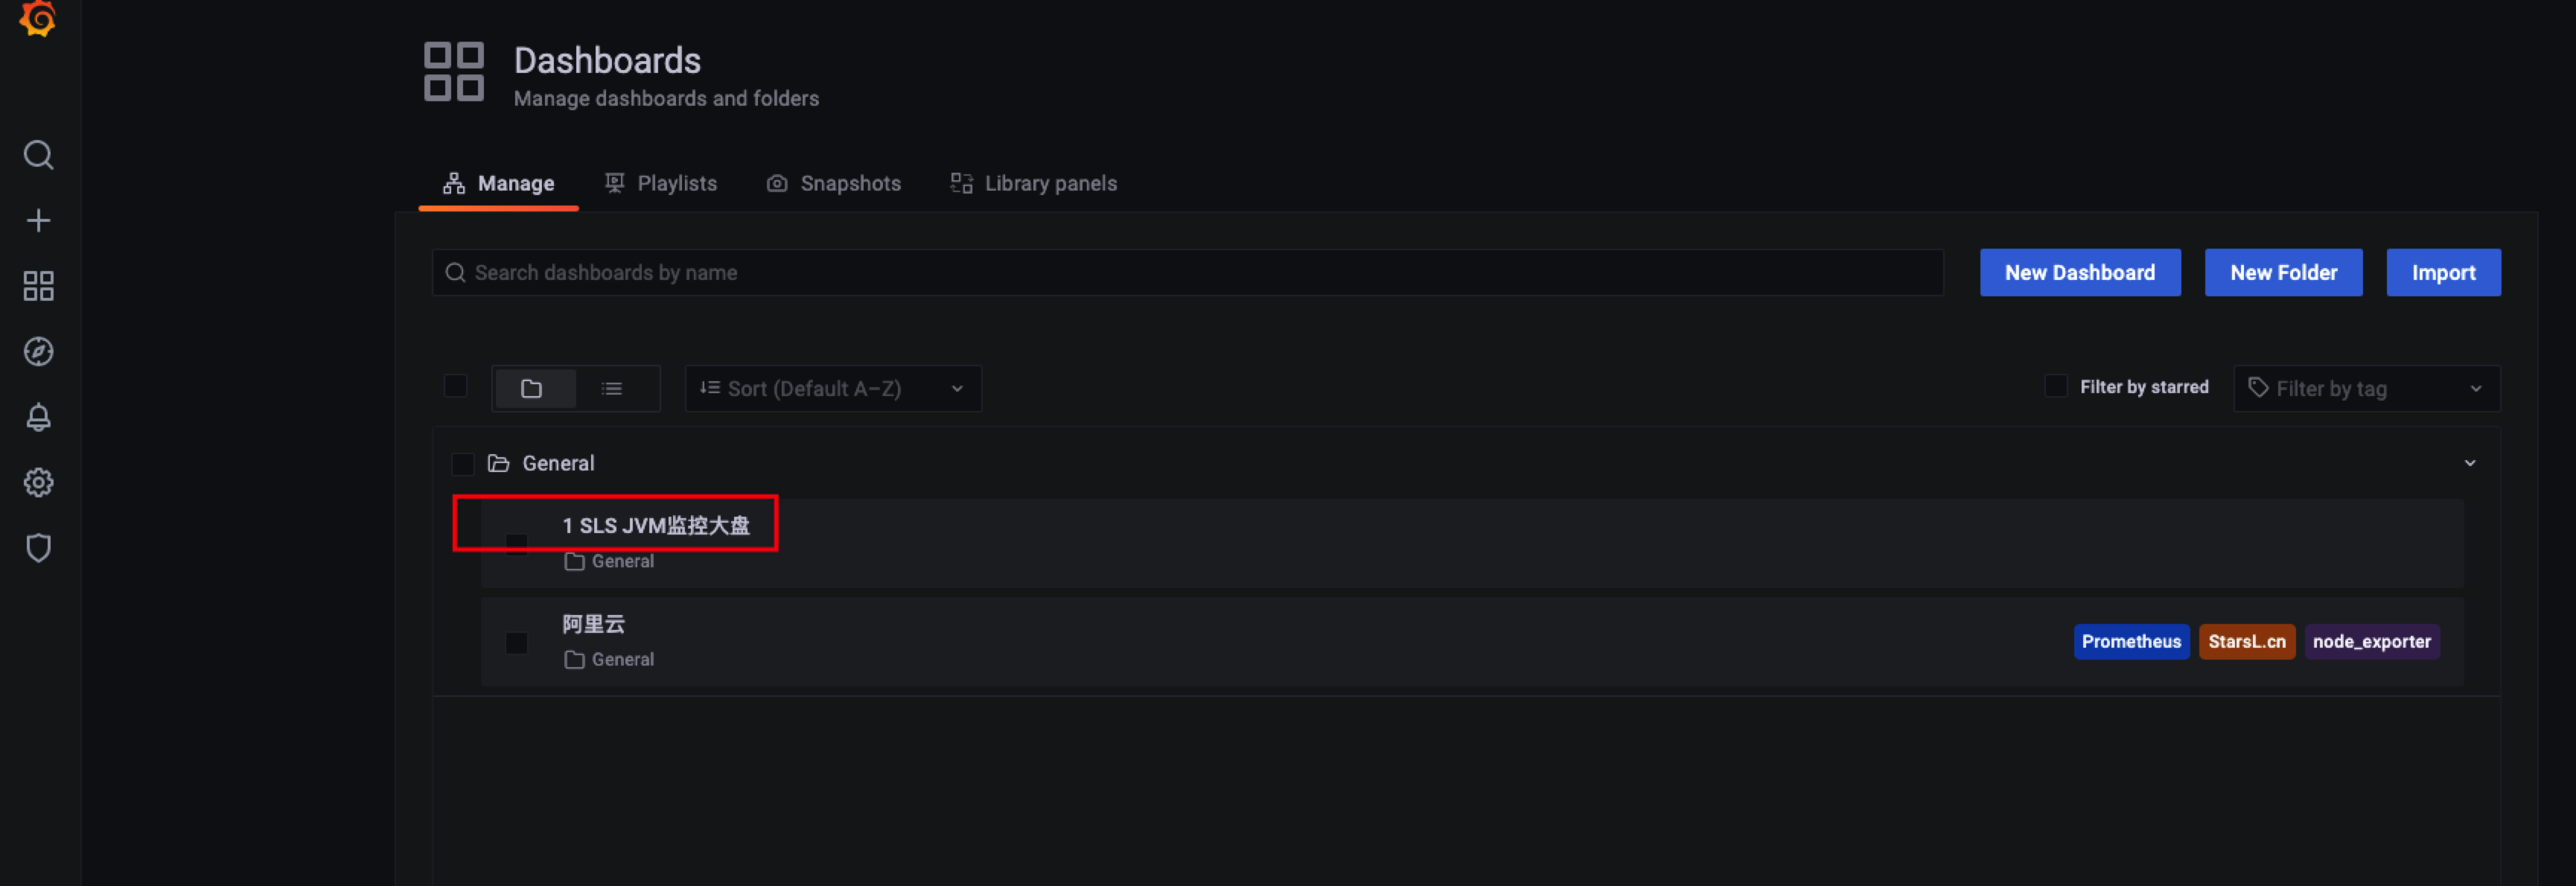 Dashboards
Manage dashboards and folders
Manage Playlists Snapshots Library panels
Search dashboards by name New Dashboard New Folder Import
Sort (Default A–Z) Filter by starred Filter by tag
General
1 SLS JVM监控大盘
General
阿里云
General
Prometheus StarsL.cn node_exporter